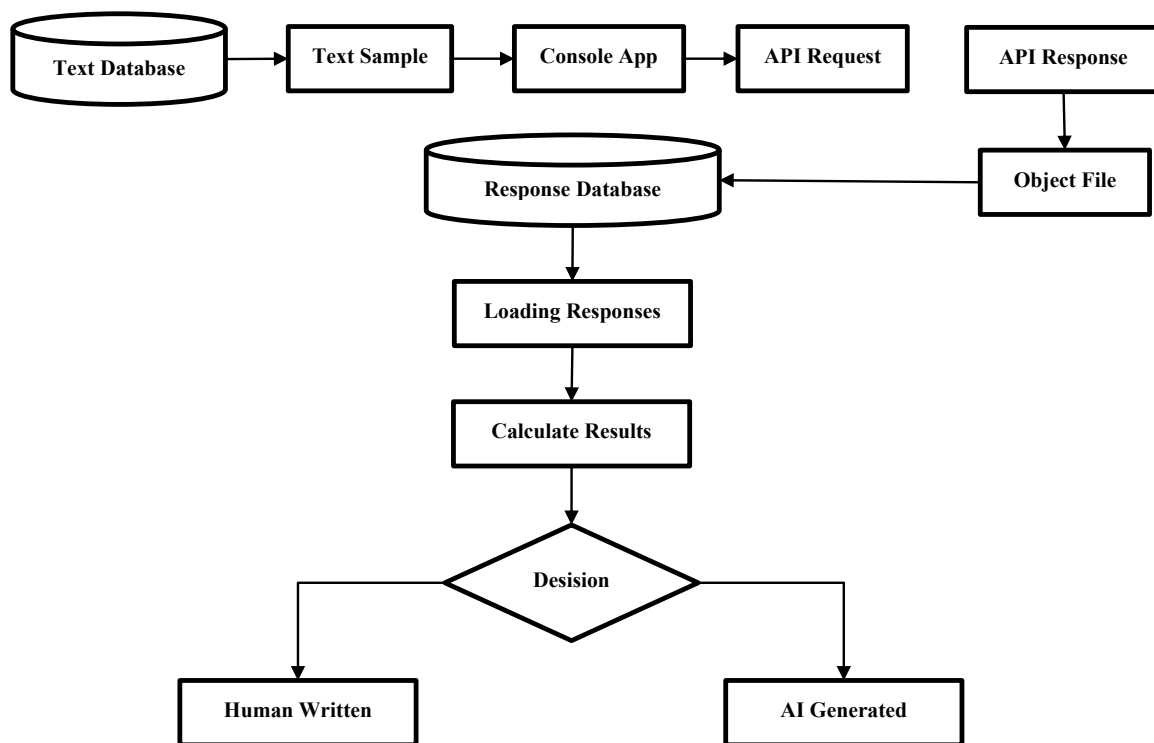 Text Database
Text Sample
Console App
API Request
API Response
Response Database
Object File
Loading Responses
Calculate Results
Desision
Human Written
AI Generated